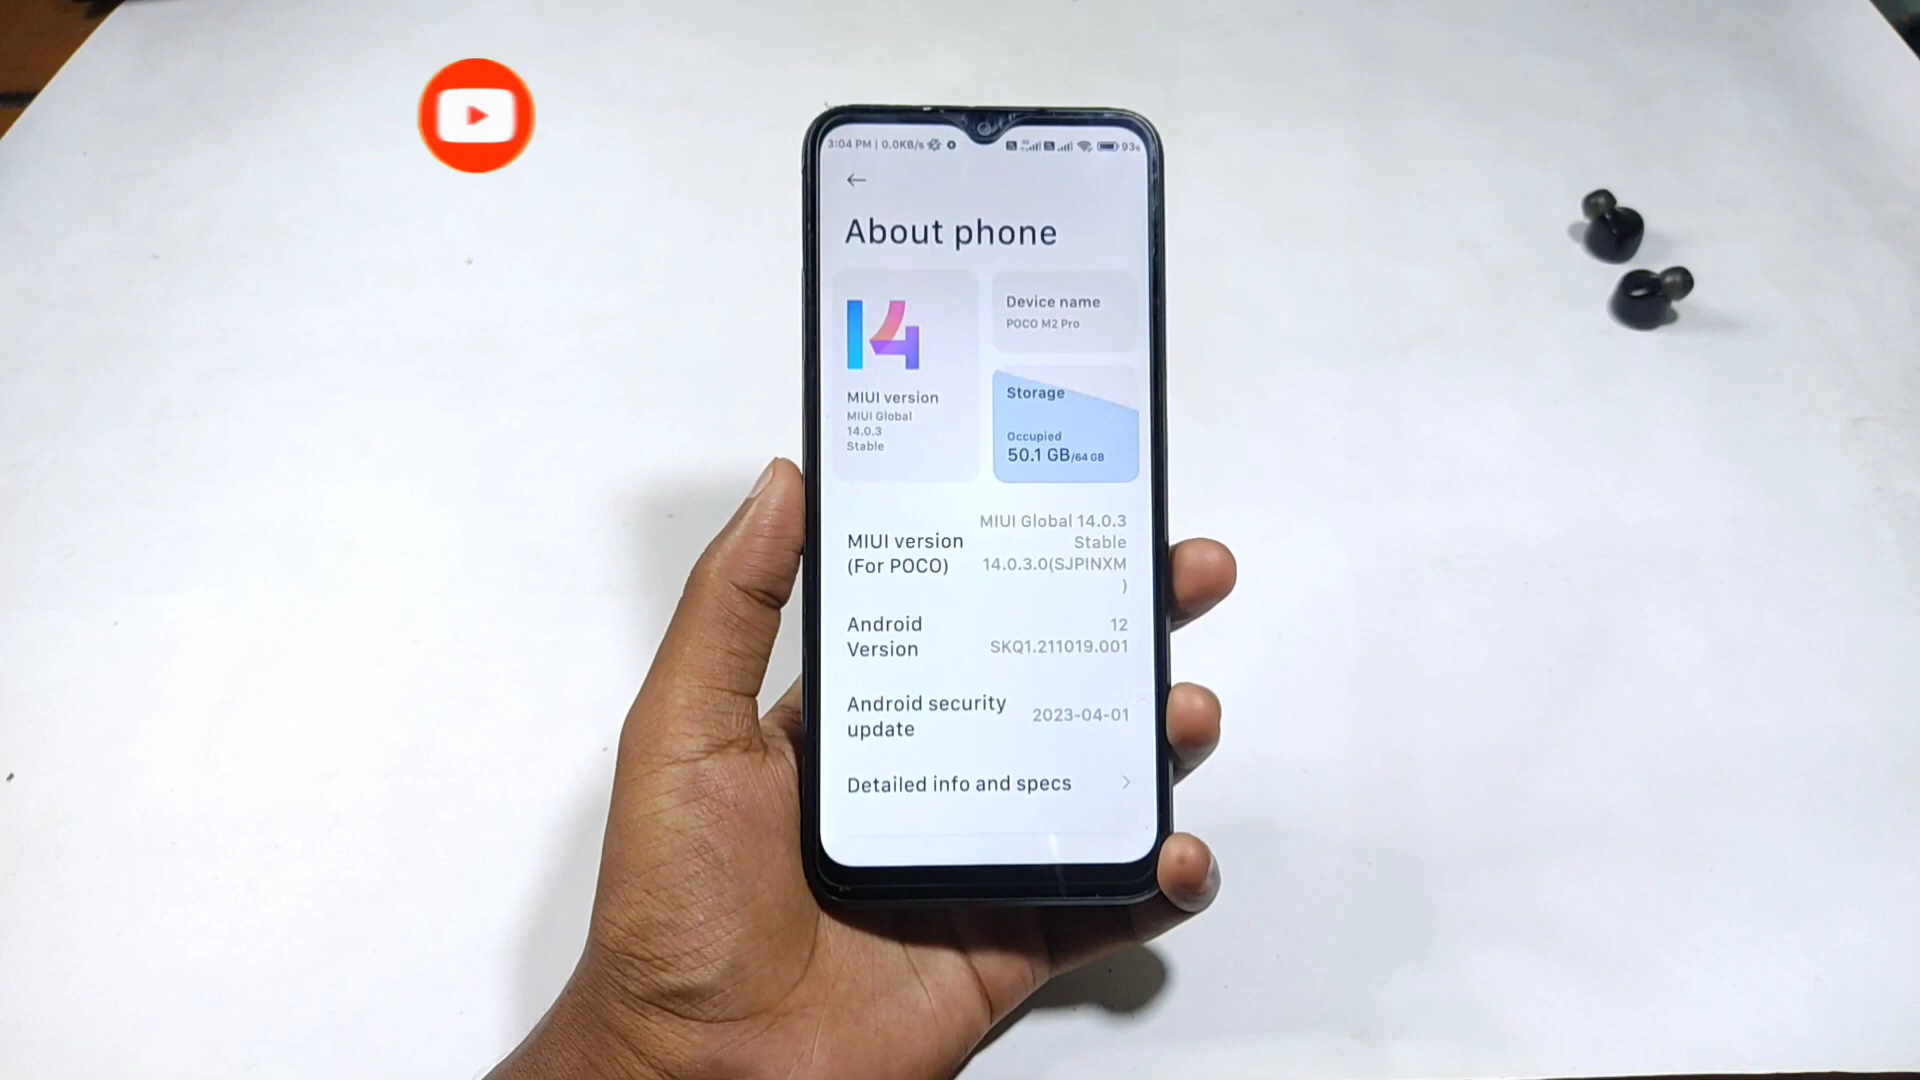 3:04 PM | 0.0KB/s
93%
About phone
14
MIUI version
MIUI Global
14.0.3
Stable
Device name
POCO M2 Pro
Storage
Occupied
50.1 GB/64 GB
MIUI version
(For POCO)
MIUI Global 14.0.3
Stable
14.0.3.0(SJPINXM
)
Android
Version
12
SKQ1.211019.001
Android security
update
2023-04-01
Detailed info and specs